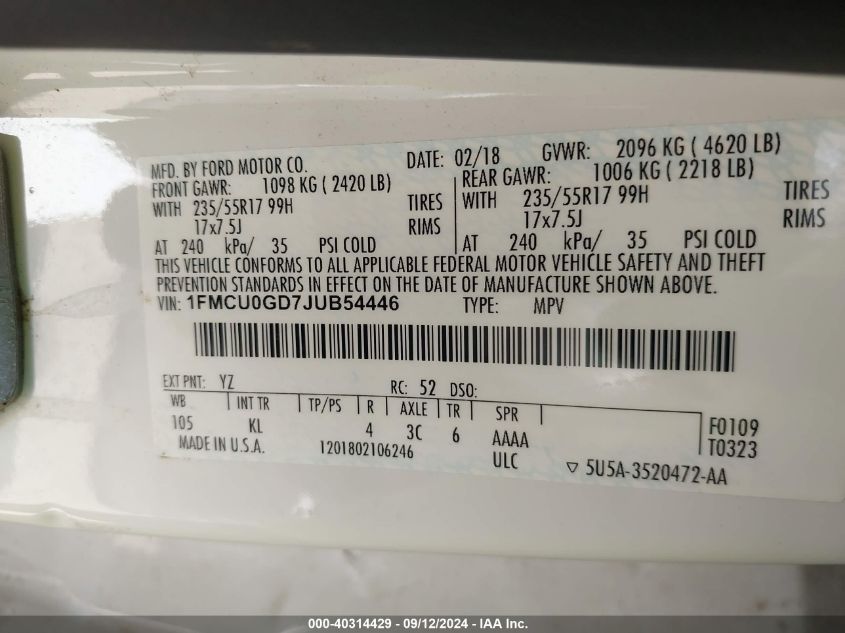 MFD. BY FORD MOTOR CO. DATE: 02/18 GVWR: 2096 KG ( 4620 LB)
FRONT GAWR: 1098 KG ( 2420 LB) REAR GAWR: 1006 KG ( 2218 LB)
WITH 235/55R17 99H TIRES WITH 235/55R17 99H TIRES
17x7.5J RIMS 17x7.5J RIMS
AT 240 kPa/ 35 PSI COLD AT 240 kPa/ 35 PSI COLD
THIS VEHICLE CONFORMS TO ALL APPLICABLE FEDERAL MOTOR VEHICLE SAFETY AND THEFT
PREVENTION STANDARDS IN EFFECT ON THE DATE OF MANUFACTURE SHOWN ABOVE.
VIN: 1FMCU0GD7JUB54446 TYPE: MPV
EXT PNT: YZ RC: 52 DSO:
WB INT TR TP/PS R AXLE TR SPR
105 KL 4 3C 6 AAAA F0109
MADE IN U.S.A. 1201802106246 ULC T0323
5U5A-3520472-AA
000-40314429 - 09/12/2024 - IAA Inc.